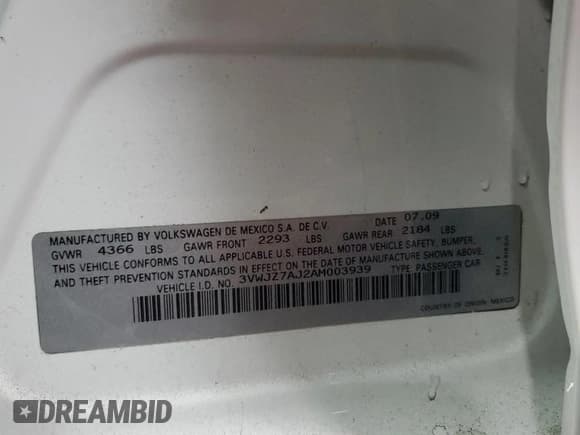 MANUFACTURED BY VOLKSWAGEN DE MEXICO S.A. DE C.V. DATE 07.09
GVWR 4366 LBS GAWR FRONT 2293 LBS GAWR REAR 2184 LBS
THIS VEHICLE CONFORMS TO ALL APPLICABLE U.S. FEDERAL MOTOR VEHICLE SAFETY, BUMPER,
AND THEFT PREVENTION STANDARDS IN EFFECT ON THE DATE OF MANUFACTURE SHOWN ABOVE.
VEHICLE I.D. NO. 3VWJZ7AJ2AM003939 TYPE PASSENGER CAR
COUNTRY OF ORIGIN: MEXICO
DREAMBID